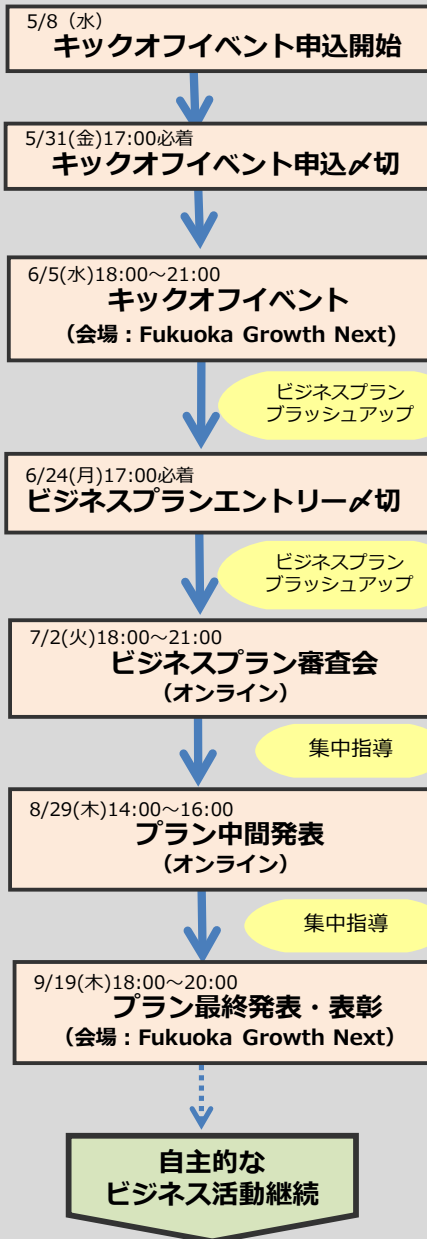 5/8（水）
キックオフイベント申込開始
5/31(金)17:00必着
キックオフイベント申込〆切
6/5(水)18:00～21:00
キックオフイベント
（会場：Fukuoka Growth Next)
ビジネスプラン
ブラッシュアップ
6/24(月)17:00必着
ビジネスプランエントリー〆切
ビジネスプラン
ブラッシュアップ
7/2(火)18:00～21:00
ビジネスプラン審査会
（オンライン）
集中指導
8/29(木)14:00～16:00
プラン中間発表
（オンライン）
集中指導
9/19(木)18:00～20:00
プラン最終発表・表彰
（会場：Fukuoka Growth Next）
自主的な
ビジネス活動継続